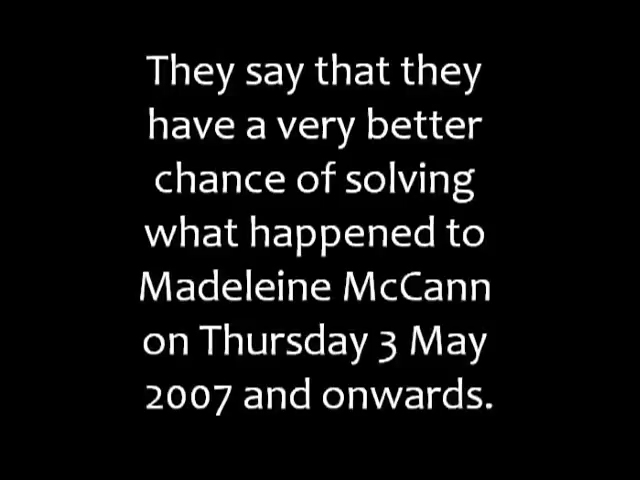 They say that they
have a very better
chance of solving
what happened to
Madeleine McCann
on Thursday 3 May
2007 and onwards.